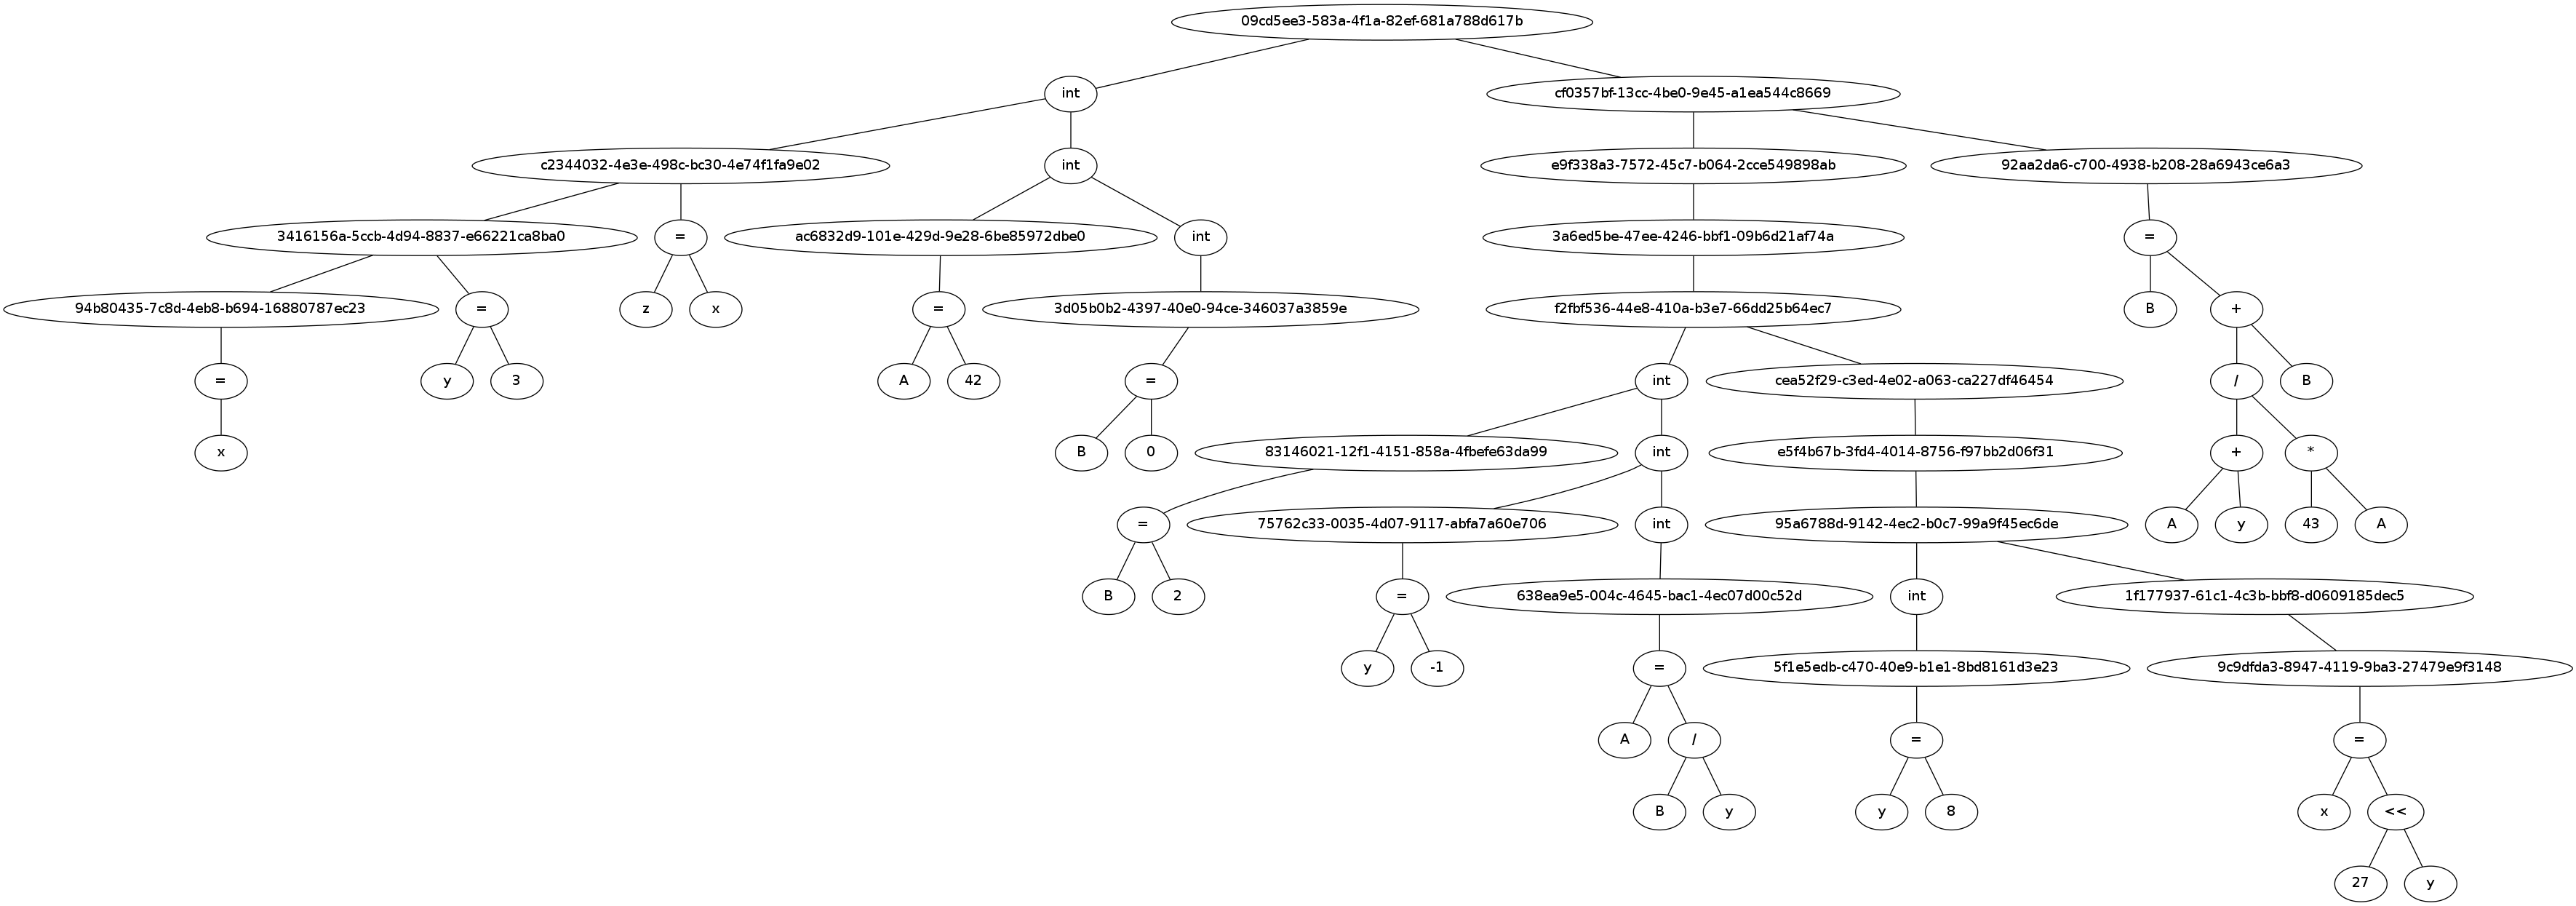 09cd5ee3-583a-4f1a-82ef-681a788d617b
int
cf0357bf-13cc-4be0-9e45-a1ea544c8669
c2344032-4e3e-498c-bc30-4e74f1fa9e02
int
e9f338a3-7572-45c7-b064-2cce549898ab
92aa2da6-c700-4938-b208-28a6943ce6a3
3416156a-5ccb-4d94-8837-e66221ca8ba0
=
ac6832d9-101e-429d-9e28-6be85972dbe0
int
3a6ed5be-47ee-4246-bbf1-09b6d21af74a
=
94b80435-7c8d-4eb8-b694-16880787ec23
=
z
x
=
3d05b0b2-4397-40e0-94ce-346037a3859e
f2fbf536-44e8-410a-b3e7-66dd25b64ec7
B
+
=
y
3
A
42
=
int
cea52f29-c3ed-4e02-a063-ca227df46454
/
B
x
B
0
83146021-12f1-4151-858a-4fbefe63da99
int
e5f4b67b-3fd4-4014-8756-f97bb2d06f31
+
*
=
75762c33-0035-4d07-9117-abfa7a60e706
int
95a6788d-9142-4ec2-b0c7-99a9f45ec6de
A
y
43
A
B
2
=
638ea9e5-004c-4645-bac1-4ec07d00c52d
int
1f177937-61c1-4c3b-bbf8-d0609185dec5
y
-1
=
5f1e5edb-c470-40e9-b1e1-8bd8161d3e23
9c9dfda3-8947-4119-9ba3-27479e9f3148
A
/
=
=
B
y
y
8
x
<<
27
y